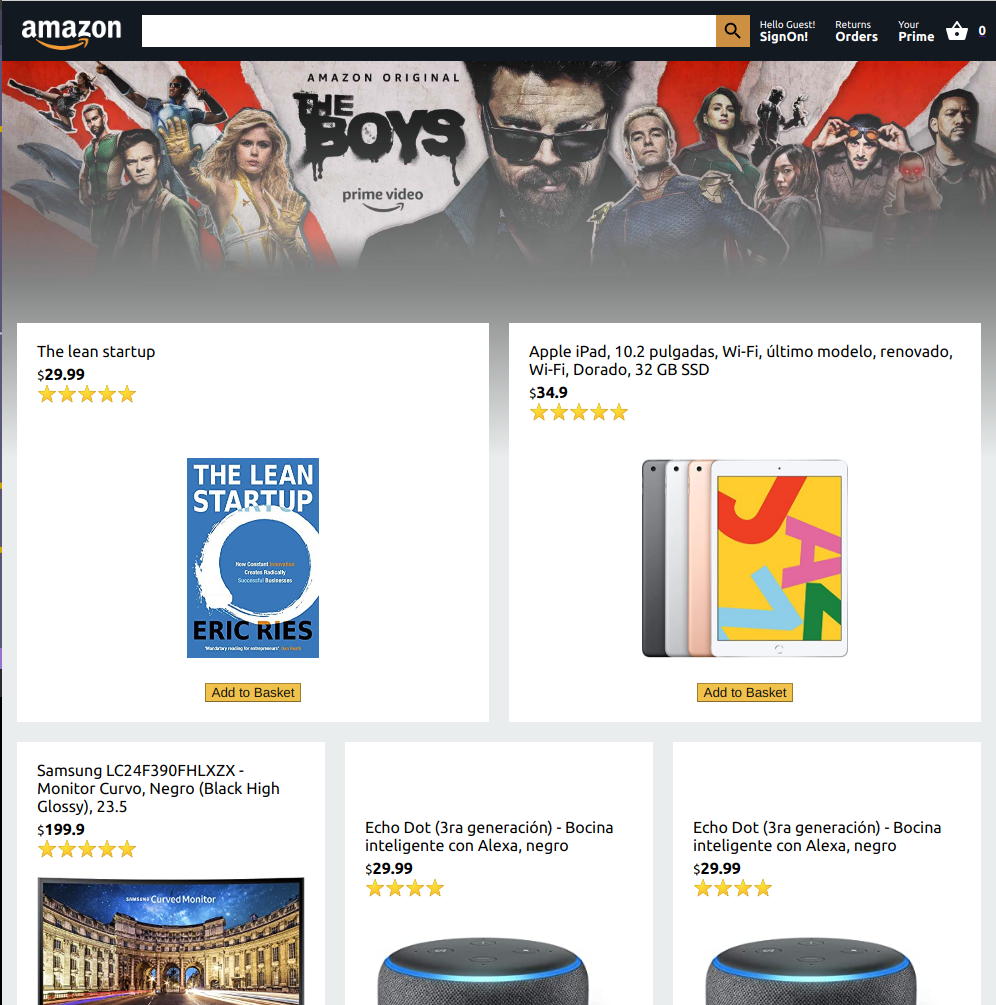 amazon
Hello Guest!
SignOn!
Returns
Orders
Your
Prime
0
AMAZON ORIGINAL
THE
BOYS
prime video
The lean startup
$29.99
THE LEAN
STARTUP
How Constant Innovation
Creates Radically
Successful Businesses
ERIC RIES
'Mandatory reading for entrepreneurs' Dan Heath
Add to Basket
Apple iPad, 10.2 pulgadas, Wi-Fi, último modelo, renovado,
Wi-Fi, Dorado, 32 GB SSD
$34.9
Add to Basket
Samsung LC24F390FHLXZX -
Monitor Curvo, Negro (Black High
Glossy), 23.5
$199.9
SAMSUNG Curved Monitor
Echo Dot (3ra generación) - Bocina
inteligente con Alexa, negro
$29.99
Echo Dot (3ra generación) - Bocina
inteligente con Alexa, negro
$29.99